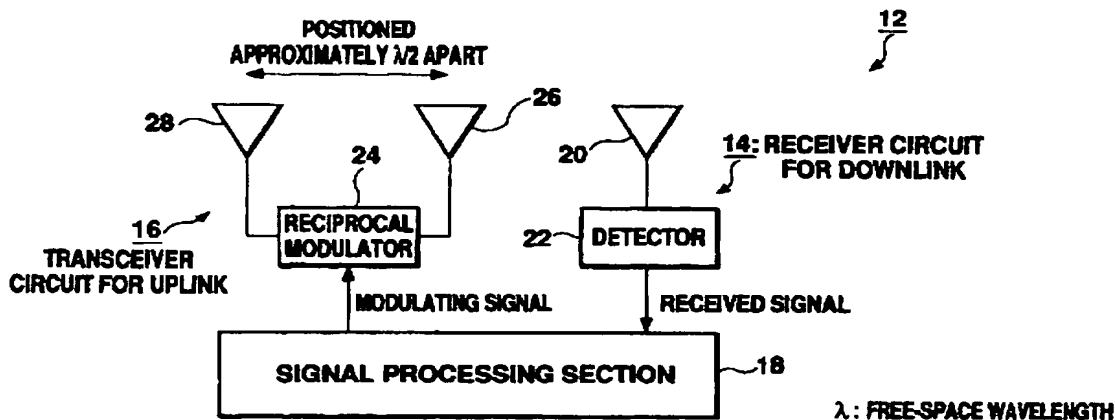 POSITIONED
APPROXIMATELY λ/2 APART
12
28
26
20
14: RECEIVER CIRCUIT
FOR DOWNLINK
24
RECIPROCAL
MODULATOR
22
DETECTOR
16
TRANSCEIVER
CIRCUIT FOR UPLINK
MODULATING SIGNAL
RECEIVED SIGNAL
SIGNAL PROCESSING SECTION
18
λ : FREE-SPACE WAVELENGTH